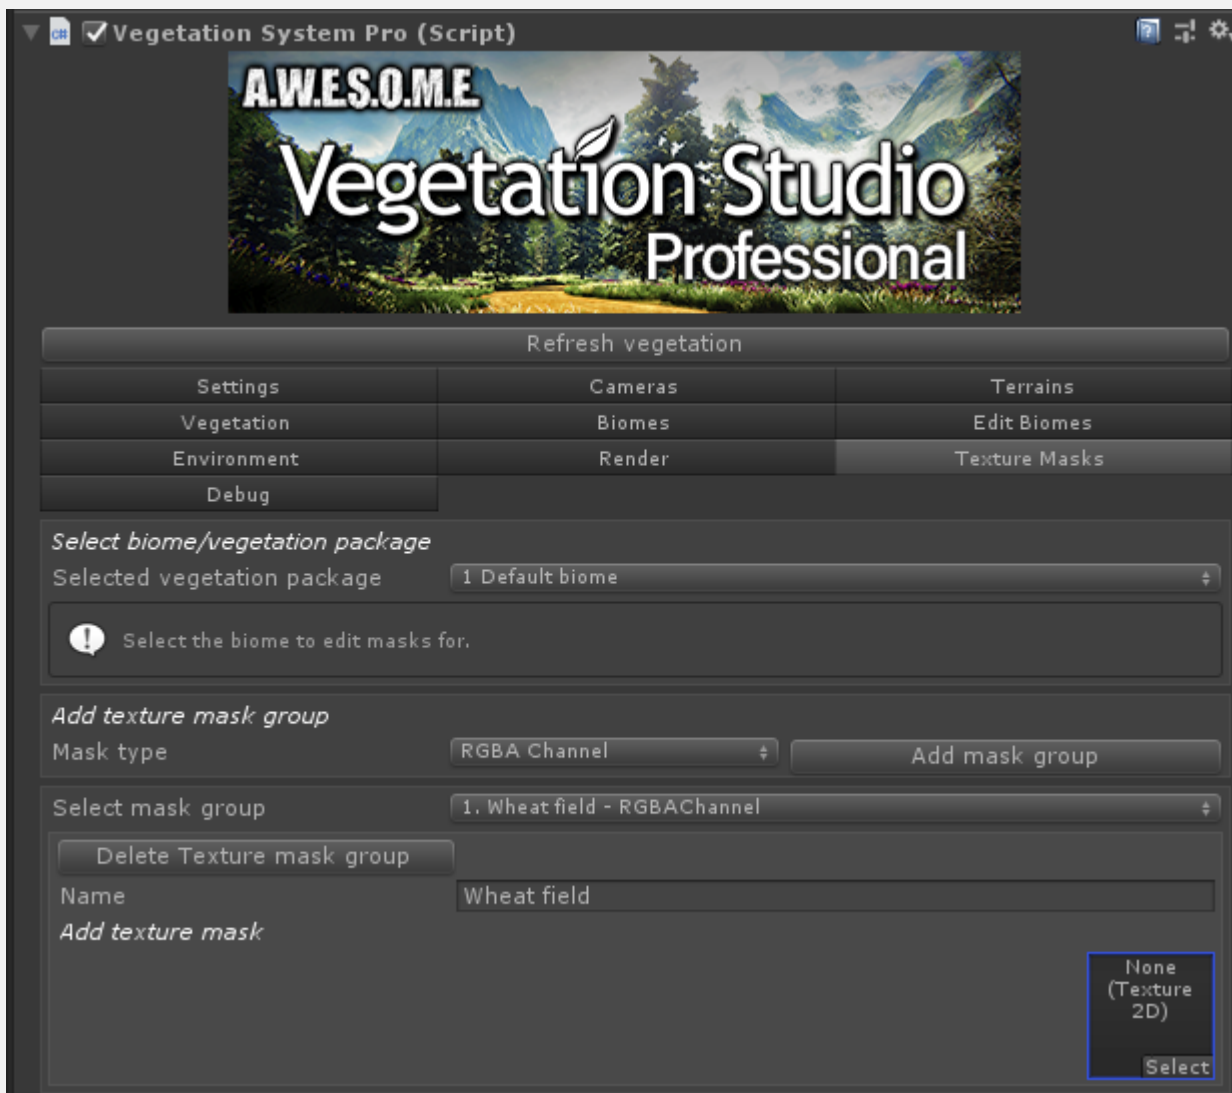 Vegetation System Pro (Script)
A.W.E.S.O.M.E.
Vegetation Studio
Professional
Refresh vegetation
Settings Cameras Terrains
Vegetation Biomes Edit Biomes
Environment Render Texture Masks
Debug
Select biome/vegetation package
Selected vegetation package 1 Default biome
Select the biome to edit masks for.
Add texture mask group
Mask type RGBA Channel Add mask group
Select mask group 1. Wheat field - RGBAChannel
Delete Texture mask group
Name Wheat field
Add texture mask
None
(Texture
2D)
Select